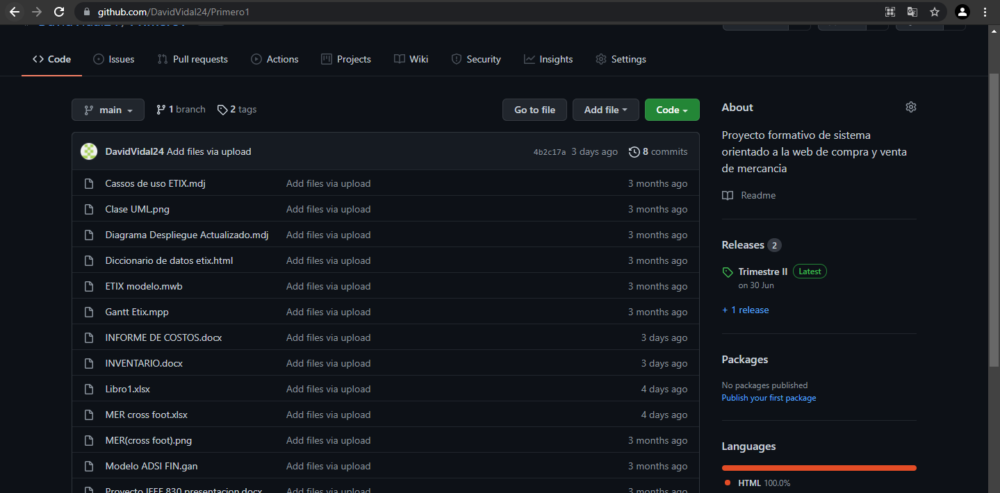 github.com/DavidVidal24/Primero1
Code Issues Pull requests Actions Projects Wiki Security Insights Settings
main 1 branch 2 tags Go to file Add file Code
DavidVidal24 Add files via upload 4b2c17a 3 days ago 8 commits
Cassos de uso ETIX.mdj Add files via upload 3 months ago
Clase UML.png Add files via upload 3 months ago
Diagrama Despliegue Actualizado.mdj Add files via upload 3 months ago
Diccionario de datos etix.html Add files via upload 3 months ago
ETIX modelo.mwb Add files via upload 3 months ago
Gantt Etix.mpp Add files via upload 3 months ago
INFORME DE COSTOS.docx Add files via upload 3 days ago
INVENTARIO.docx Add files via upload 3 days ago
Libro1.xlsx Add files via upload 4 days ago
MER cross foot.xlsx Add files via upload 4 days ago
MER(cross foot).png Add files via upload 3 months ago
Modelo ADSI FIN.gan Add files via upload 3 months ago
Proyecto IEEE 830 presentacion.docx Add files via upload 3 months ago
About
Proyecto formativo de sistema
orientado a la web de compra y venta
de mercancia
Readme
Releases 2
Trimestre II Latest
on 30 Jun
+ 1 release
Packages
No packages published
Publish your first package
Languages
HTML 100.0%